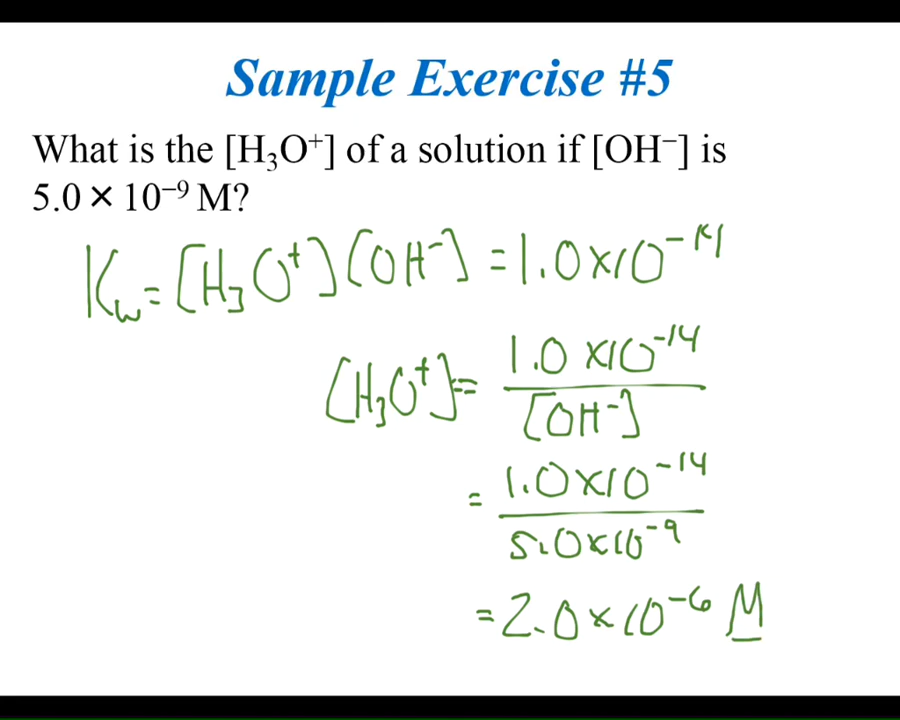 Sample Exercise #5
What is the [H₃O⁺] of a solution if [OH⁻] is
5.0 × 10⁻⁹ M?
Kw = [H₃O⁺][OH⁻] = 1.0×10⁻¹⁴
[H₃O⁺] = 1.0×10⁻¹⁴
[OH⁻]
= 1.0×10⁻¹⁴
5.0×10⁻⁹
= 2.0×10⁻⁶ M